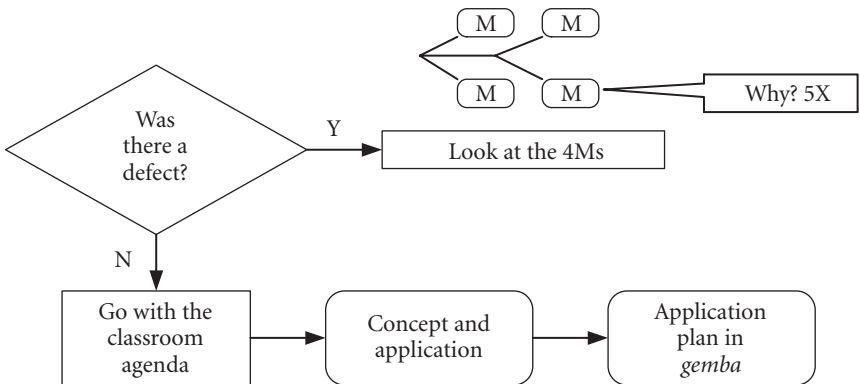 M M
M M
Why? 5X
Was
there a
defect?
Y
Look at the 4Ms
N
Go with the
classroom
agenda
Concept and
application
Application
plan in
gemba